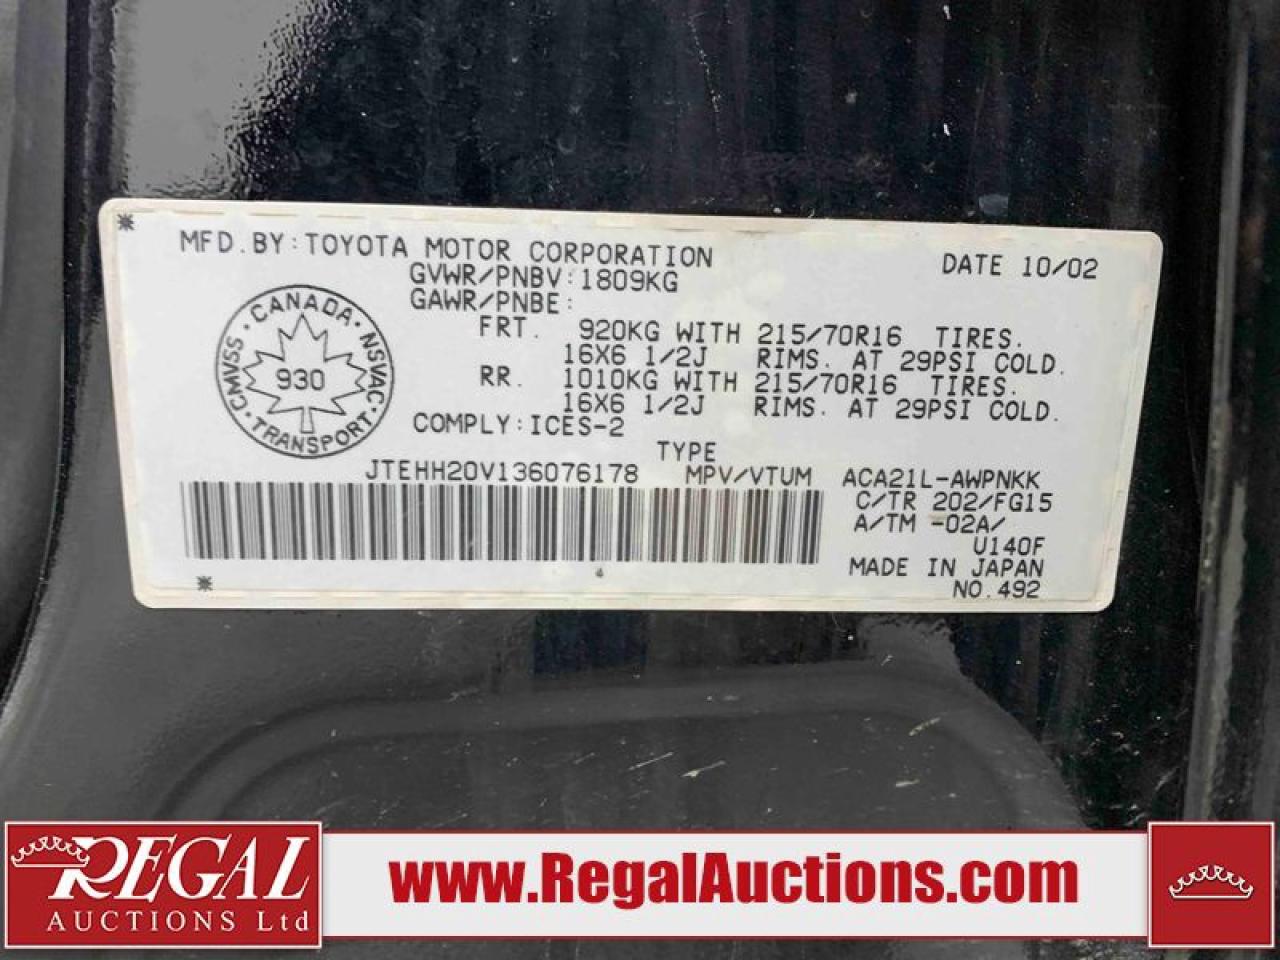 MFD.BY:TOYOTA MOTOR CORPORATION DATE 10/02
GVWR/PNBV:1809KG
GAWR/PNBE:
FRT. 920KG WITH 215/70R16 TIRES.
16X6 1/2J RIMS. AT 29PSI COLD.
RR. 1010KG WITH 215/70R16 TIRES.
16X6 1/2J RIMS. AT 29PSI COLD.
COMPLY:ICES-2
CANADA · NSVAC · TRANSPORT · CMVSS ·
930
TYPE
JTEHH20V136076178 MPV/VTUM ACA21L-AWPNKK
C/TR 202/FG15
A/TM -02A/
U140F
MADE IN JAPAN
NO.492
4
REGAL
AUCTIONS Ltd
www.RegalAuctions.com